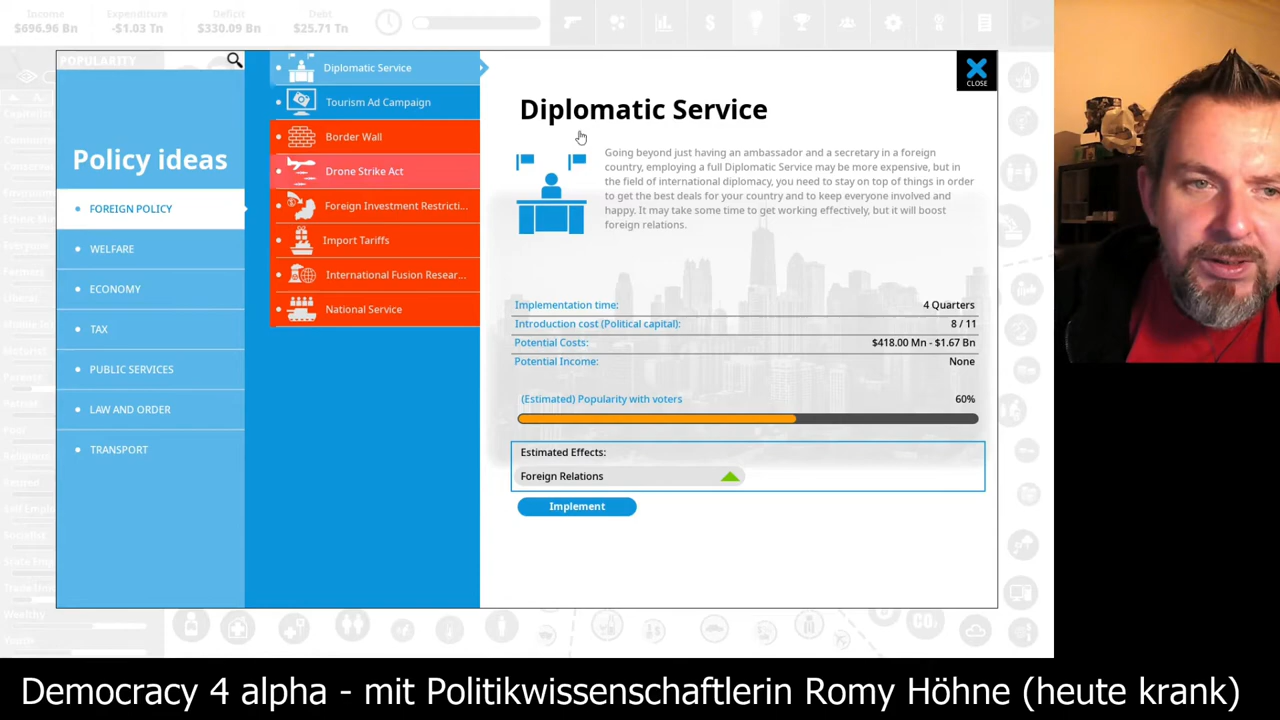 Income
Expenditure
Deficit
Debt
$696.96 Bn
-$1.03 Tn
$330.09 Bn
$25.71 Tn
POPULARITY
Policy ideas
FOREIGN POLICY
WELFARE
ECONOMY
TAX
PUBLIC SERVICES
LAW AND ORDER
TRANSPORT
Diplomatic Service
Tourism Ad Campaign
Border Wall
Drone Strike Act
Foreign Investment Restricti...
Import Tariffs
International Fusion Resear...
National Service
CLOSE
Diplomatic Service
Going beyond just having an ambassador and a secretary in a foreign
country, employing a full Diplomatic Service may be more expensive, but in
the field of international diplomacy, you need to stay on top of things in order
to get the best deals for your country and to keep everyone involved and
happy. It may take some time to get working effectively, but it will boost
foreign relations.
Implementation time: 4 Quarters
Introduction cost (Political capital): 8 / 11
Potential Costs: $418.00 Mn - $1.67 Bn
Potential Income: None
(Estimated) Popularity with voters 60%
Estimated Effects:
Foreign Relations
Implement
CO2
Democracy 4 alpha - mit Politikwissenschaftlerin Romy Höhne (heute krank)